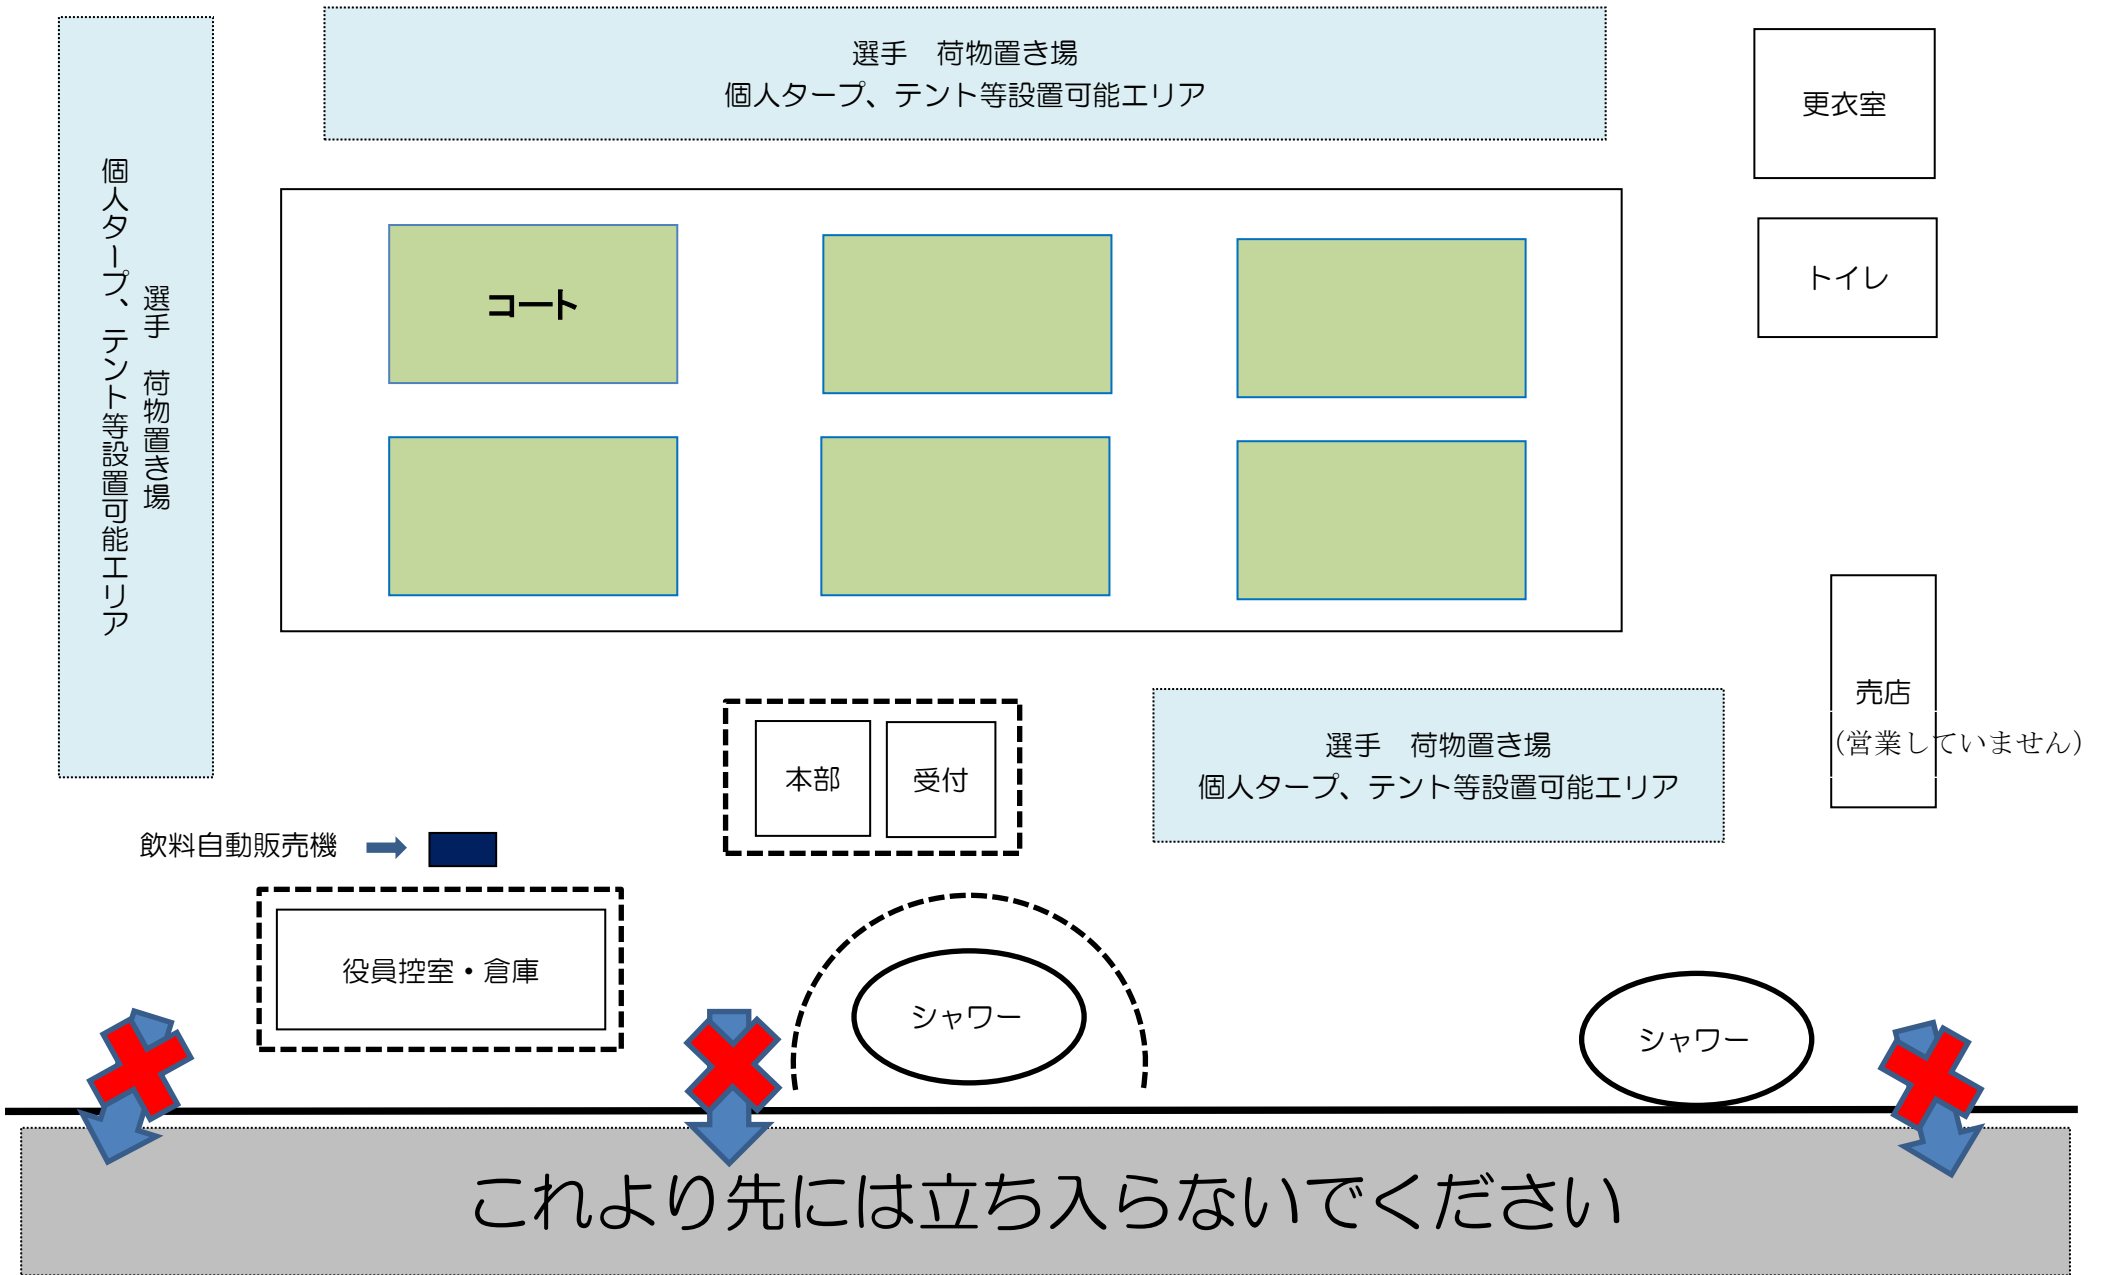 選手　荷物置き場
個人タープ、テント等設置可能エリア
更衣室
選手　荷物置き場
個人タープ、テント等設置可能エリア
コート
トイレ
売店
（営業していません）
本部
受付
選手　荷物置き場
個人タープ、テント等設置可能エリア
飲料自動販売機
役員控室・倉庫
シャワー
シャワー
これより先には立ち入らないでください